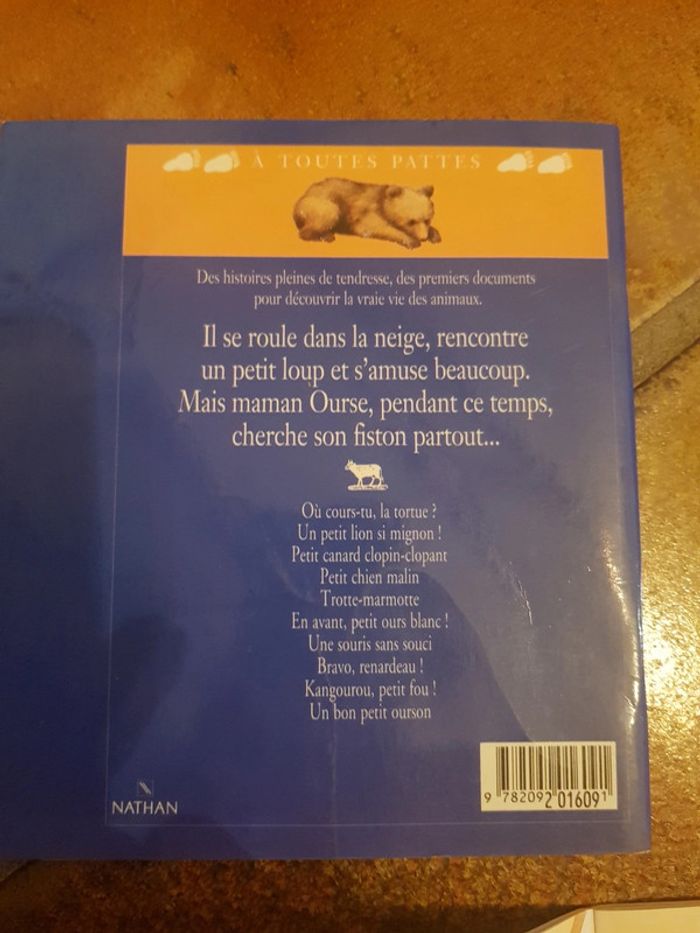 À TOUTES PATTES
Des histoires pleines de tendresse, des premiers documents
pour découvrir la vraie vie des animaux.
Il se roule dans la neige, rencontre
un petit loup et s'amuse beaucoup.
Mais maman Ourse, pendant ce temps,
cherche son fiston partout...
Où cours-tu, la tortue ?
Un petit lion si mignon !
Petit canard clopin-clopant
Petit chien malin
Trotte-marmotte
En avant, petit ours blanc !
Une souris sans souci
Bravo, renardeau !
Kangourou, petit fou !
Un bon petit ourson
NATHAN
9 782092 016091